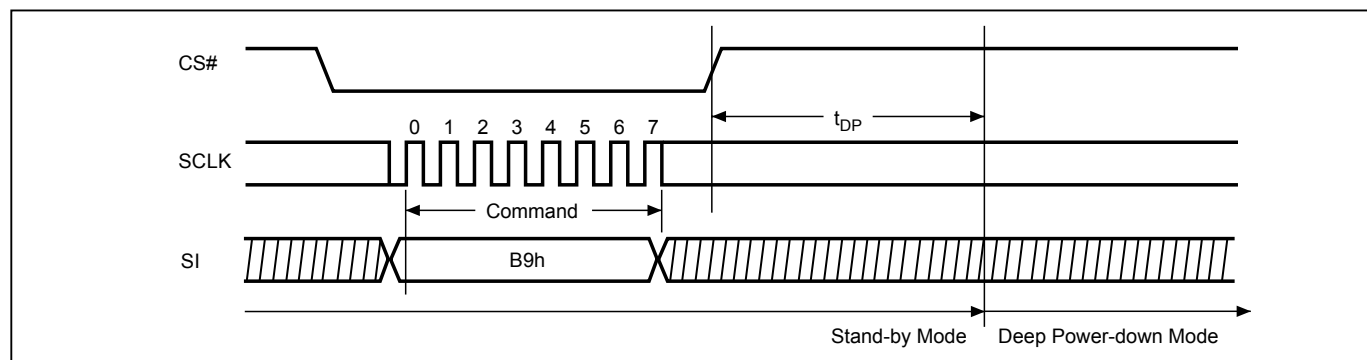 CS#
t_DP
0 1 2 3 4 5 6 7
SCLK
Command
SI
B9h
Stand-by Mode
Deep Power-down Mode